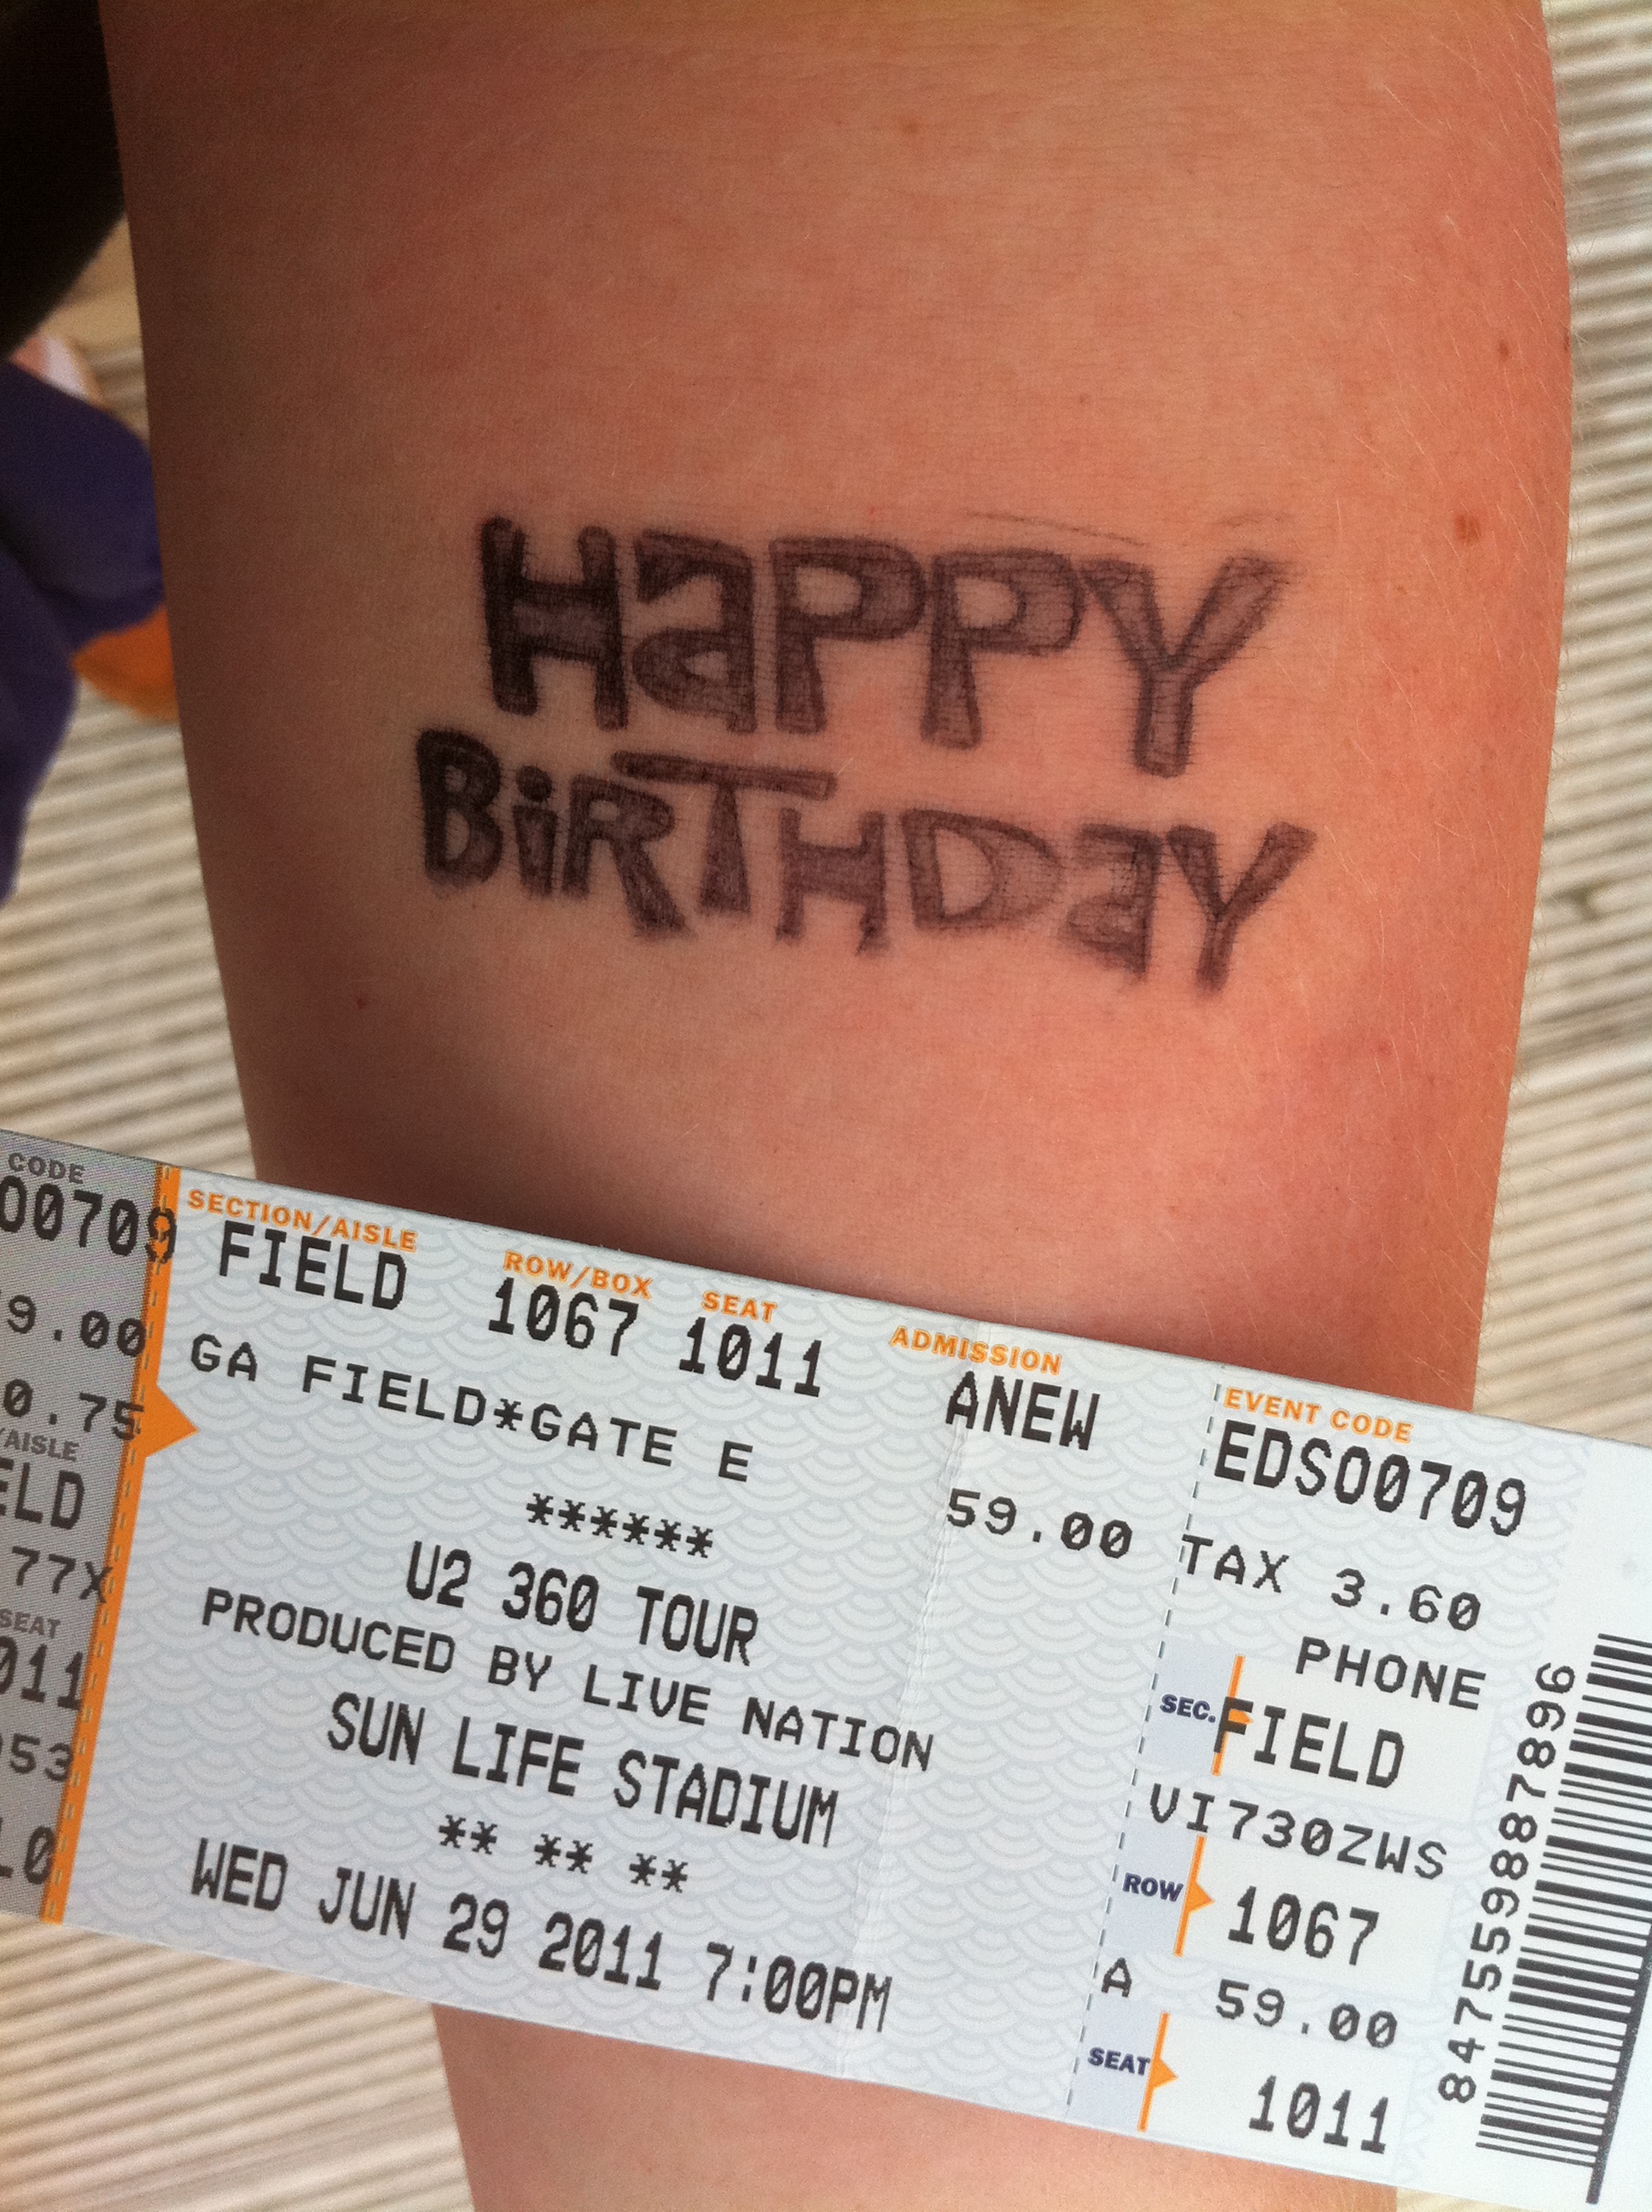 HaPPY
BiRTHDaY
CODE
00709
9.00
0.75
/AISLE
ELD
77X
SEAT
011
53
SECTION/AISLE ROW/BOX SEAT ADMISSION EVENT CODE
FIELD 1067 1011 ANEW EDSO0709
GA FIELD*GATE E 59.00 TAX 3.60
******
U2 360 TOUR
PRODUCED BY LIVE NATION
SUN LIFE STADIUM
** ** **
WED JUN 29 2011 7:00PM
PHONE
SEC. FIELD
VI730ZWS
ROW 1067
A 59.00
SEAT 1011
847559887896